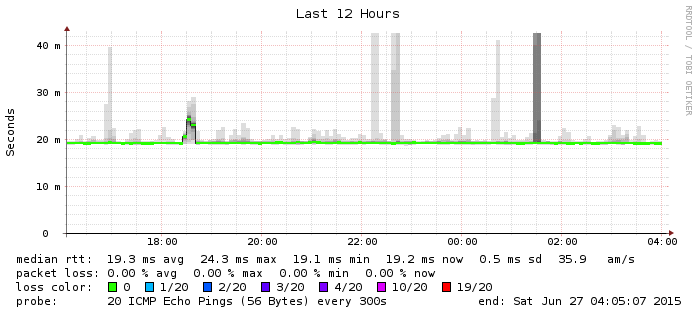 Last 12 Hours
RRDTOOL / TOBI OETIKER
Seconds
40 m
30 m
20 m
10 m
0
18:00 20:00 22:00 00:00 02:00 04:00
median rtt: 19.3 ms avg 24.3 ms max 19.1 ms min 19.2 ms now 0.5 ms sd 35.9 am/s
packet loss: 0.00 % avg 0.00 % max 0.00 % min 0.00 % now
loss color: 0 1/20 2/20 3/20 4/20 10/20 19/20
probe: 20 ICMP Echo Pings (56 Bytes) every 300s end: Sat Jun 27 04:05:07 2015